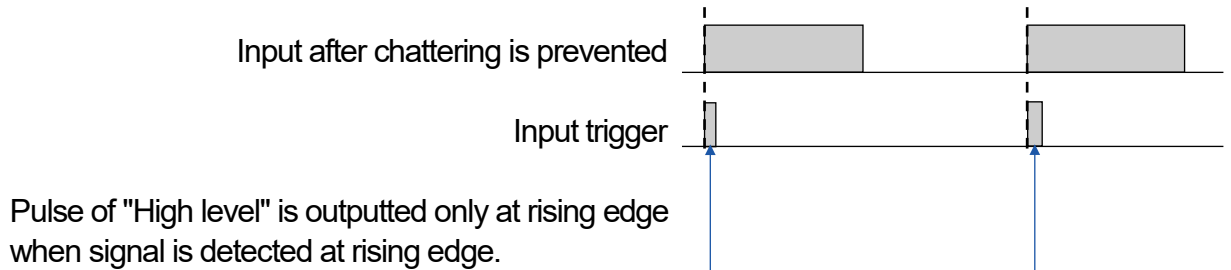 Input after chattering is prevented
Input trigger
Pulse of "High level" is outputted only at rising edge
when signal is detected at rising edge.